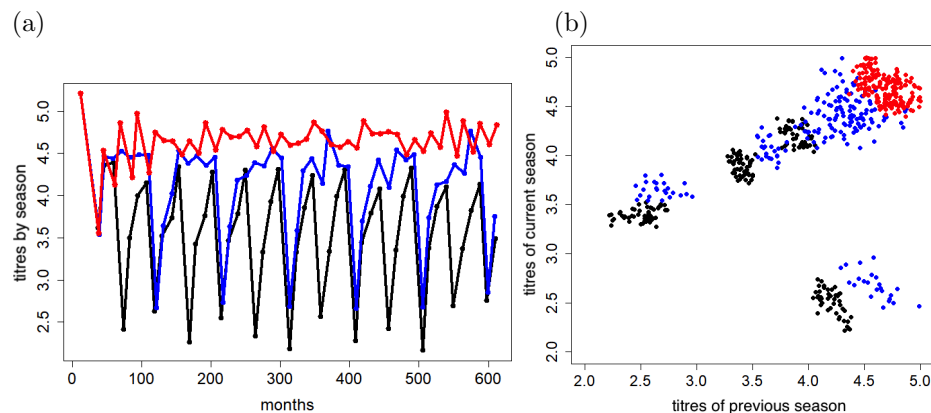 (a)
titres by season
5.0
4.5
4.0
3.5
3.0
2.5
0 100 200 300 400 500 600
months
(b)
titres of current season
5.0
4.5
4.0
3.5
3.0
2.5
2.0
2.0 2.5 3.0 3.5 4.0 4.5 5.0
titres of previous season